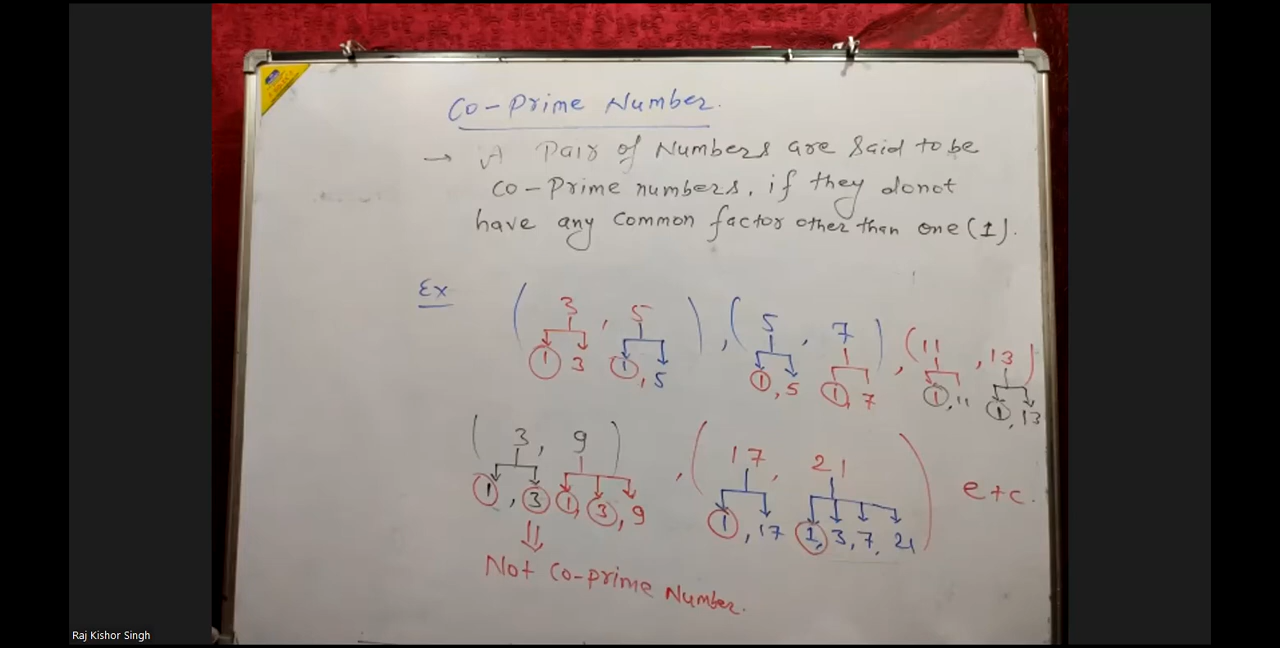 Co-Prime Number.
→ A Pair of Numbers are said to be
co-Prime numbers, if they donot
have any common factor other than one (1).
Ex
(3, 5), (5, 7), (11, 13)
1 3 1, 5 1, 5 1, 7 1, 11 1, 13
(3, 9), (17, 21) etc.
1, 3 1, 3, 9 1, 17 1, 3, 7, 21
⇓
Not Co-prime Number.
Raj Kishor Singh